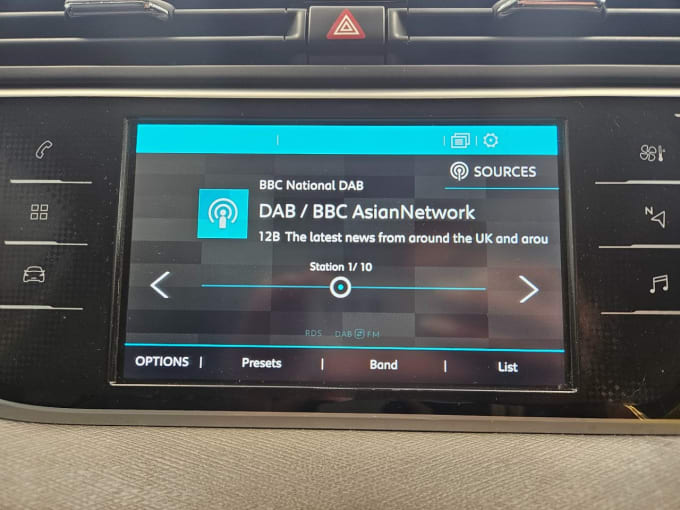 SOURCES
BBC National DAB
DAB / BBC AsianNetwork
12B The latest news from around the UK and arou
Station 1/ 10
RDS DAB FM
OPTIONS | Presets | Band | List
N